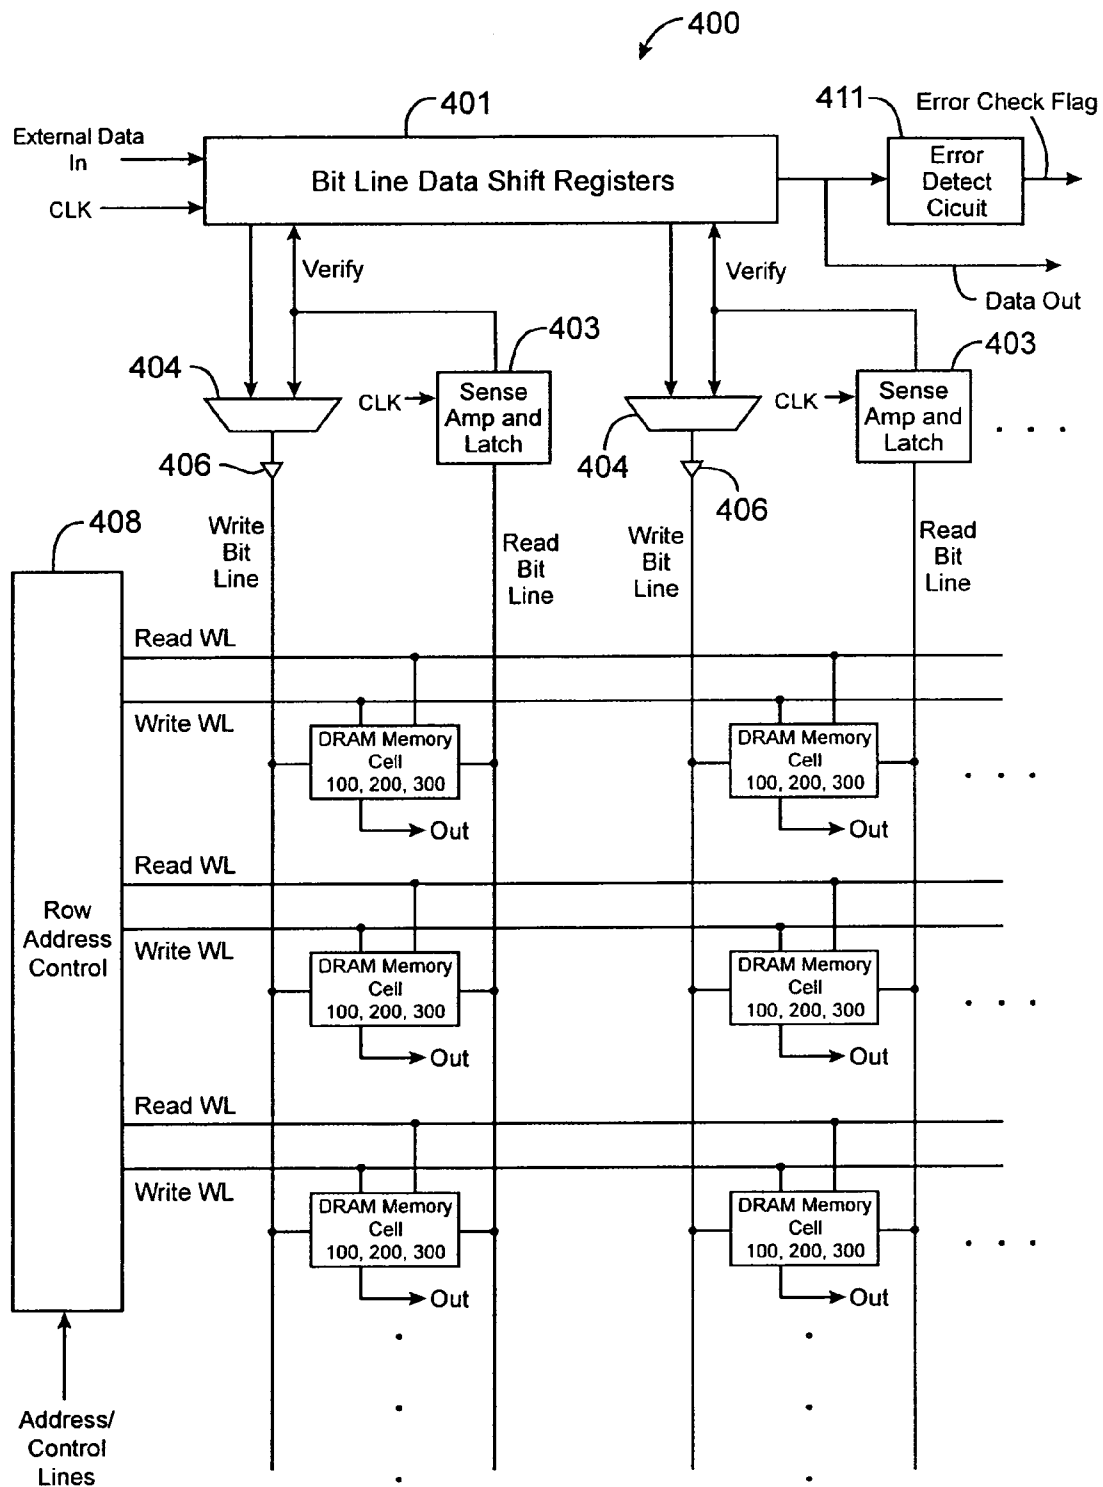 400
401
411
Error Check Flag
External Data
In
Bit Line Data Shift Registers
Error
Detect
Cicuit
CLK
Verify
Verify
Data Out
403
403
404
CLK
Sense
Amp and
Latch
CLK
Sense
Amp and
Latch
. . .
406
404
406
408
Write
Bit
Line
Read
Bit
Line
Write
Bit
Line
Read
Bit
Line
Read WL
Write WL
DRAM Memory
Cell
100, 200, 300
DRAM Memory
Cell
100, 200, 300
. . .
Out
Out
Read WL
Row
Address
Control
Write WL
DRAM Memory
Cell
100, 200, 300
DRAM Memory
Cell
100, 200, 300
. . .
Out
Out
Read WL
Write WL
DRAM Memory
Cell
100, 200, 300
DRAM Memory
Cell
100, 200, 300
. . .
Out
Out
Address/
Control
Lines